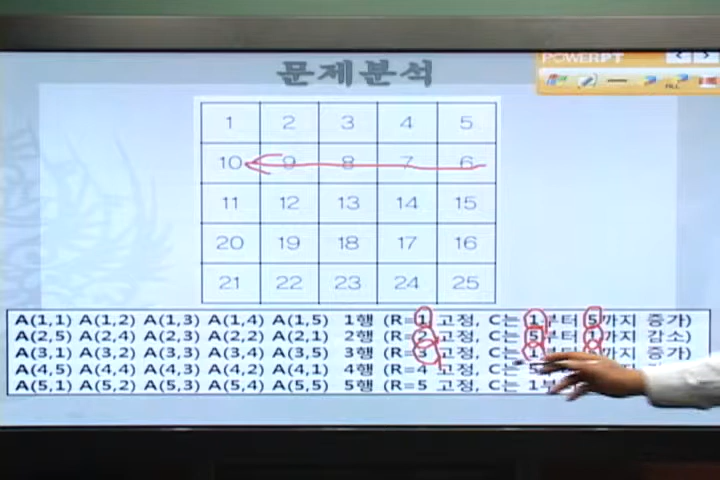 POWERPT
문제분석
1 2 3 4 5
10 9 8 7 6
11 12 13 14 15
20 19 18 17 16
21 22 23 24 25
A(1,1) A(1,2) A(1,3) A(1,4) A(1,5) 1행 (R=1 고정, C는 1부터 5까지 증가)
A(2,5) A(2,4) A(2,3) A(2,2) A(2,1) 2행 (R=2 고정, C는 5부터 1까지 감소)
A(3,1) A(3,2) A(3,3) A(3,4) A(3,5) 3행 (R=3 고정, C는 1 까지 증가)
A(4,5) A(4,4) A(4,3) A(4,2) A(4,1) 4행 (R=4 고정, C는
A(5,1) A(5,2) A(5,3) A(5,4) A(5,5) 5행 (R=5 고정, C는 1부